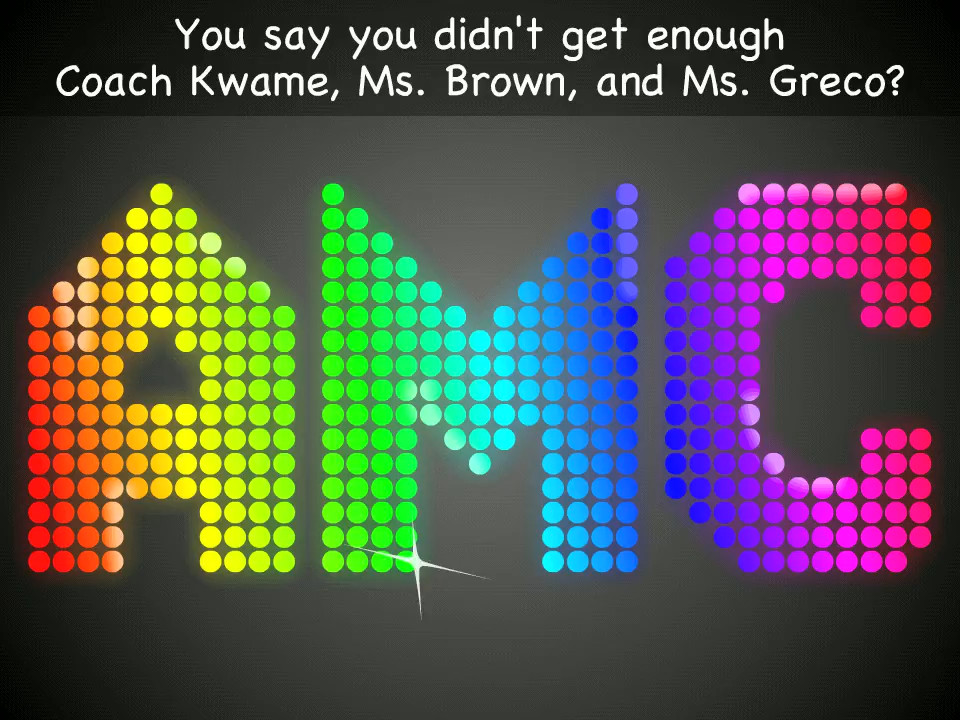 You say you didn't get enough
Coach Kwame, Ms. Brown, and Ms. Greco?
AMC